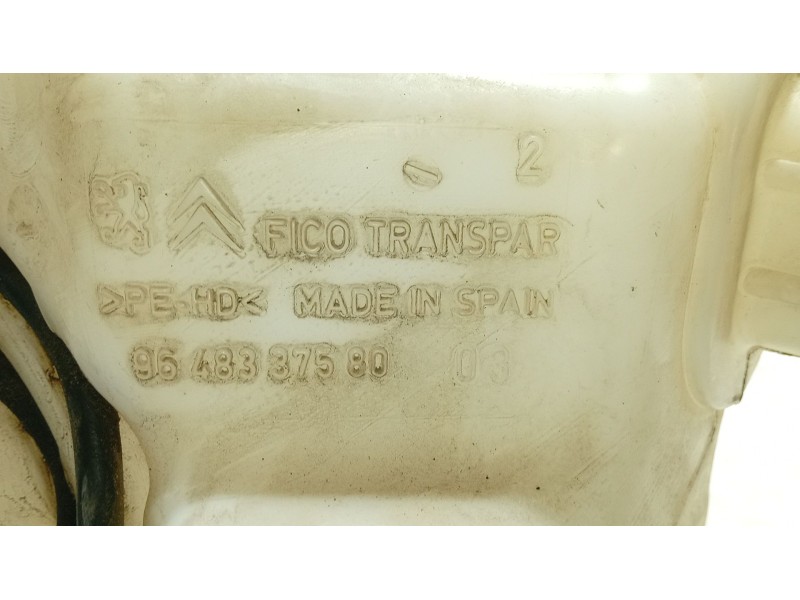 2
FICO TRANSPAR
>PE-HD< MADE IN SPAIN
96 483 375 80 03